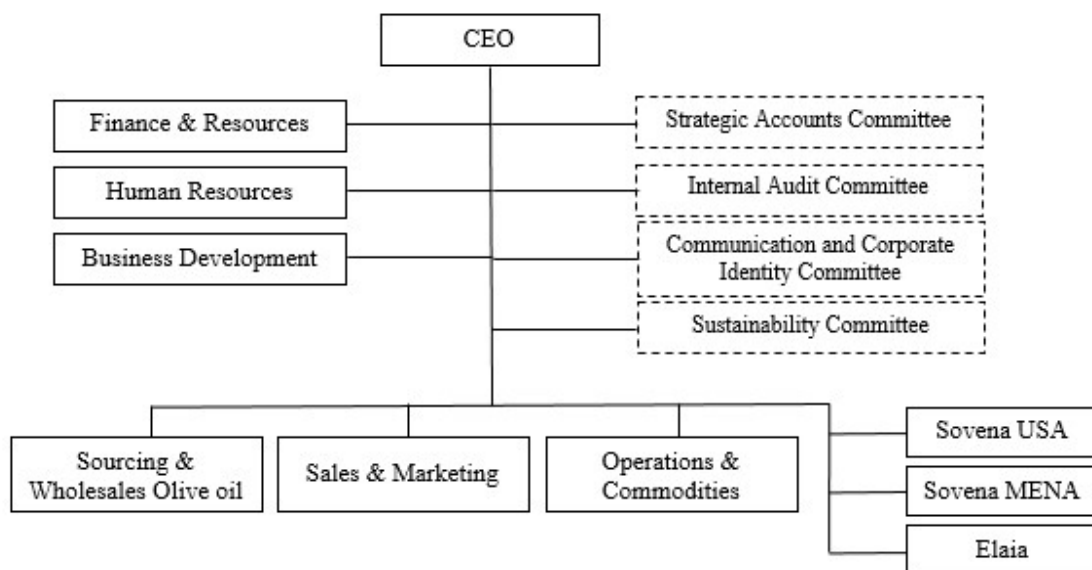 CEO
Finance & Resources
Strategic Accounts Committee
Human Resources
Internal Audit Committee
Business Development
Communication and Corporate
Identity Committee
Sustainability Committee
Sourcing &
Wholesales Olive oil
Sales & Marketing
Operations &
Commodities
Sovena USA
Sovena MENA
Elaia